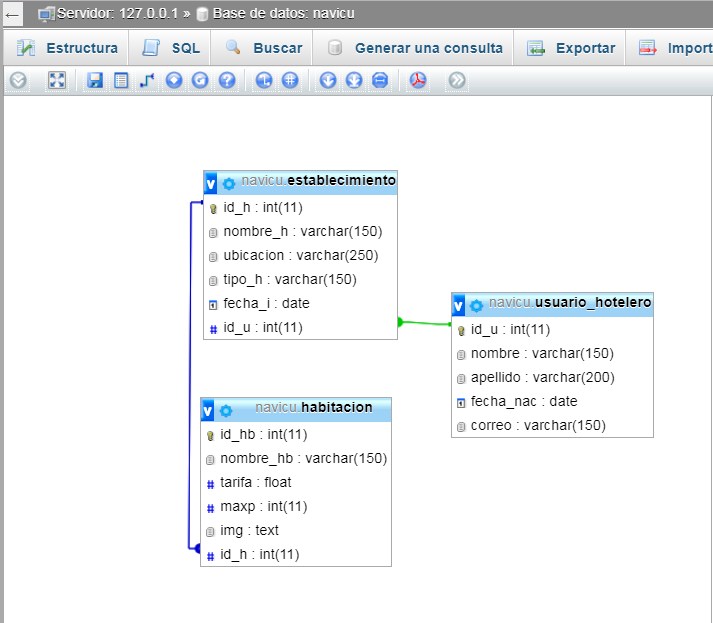 Servidor: 127.0.0.1 » Base de datos: navicu
Estructura SQL Buscar Generar una consulta Exportar Import
navicu.establecimiento
id_h : int(11)
nombre_h : varchar(150)
ubicacion : varchar(250)
tipo_h : varchar(150)
fecha_i : date
id_u : int(11)
navicu.usuario_hotelero
id_u : int(11)
nombre : varchar(150)
apellido : varchar(200)
fecha_nac : date
correo : varchar(150)
navicu.habitacion
id_hb : int(11)
nombre_hb : varchar(150)
tarifa : float
maxp : int(11)
img : text
id_h : int(11)